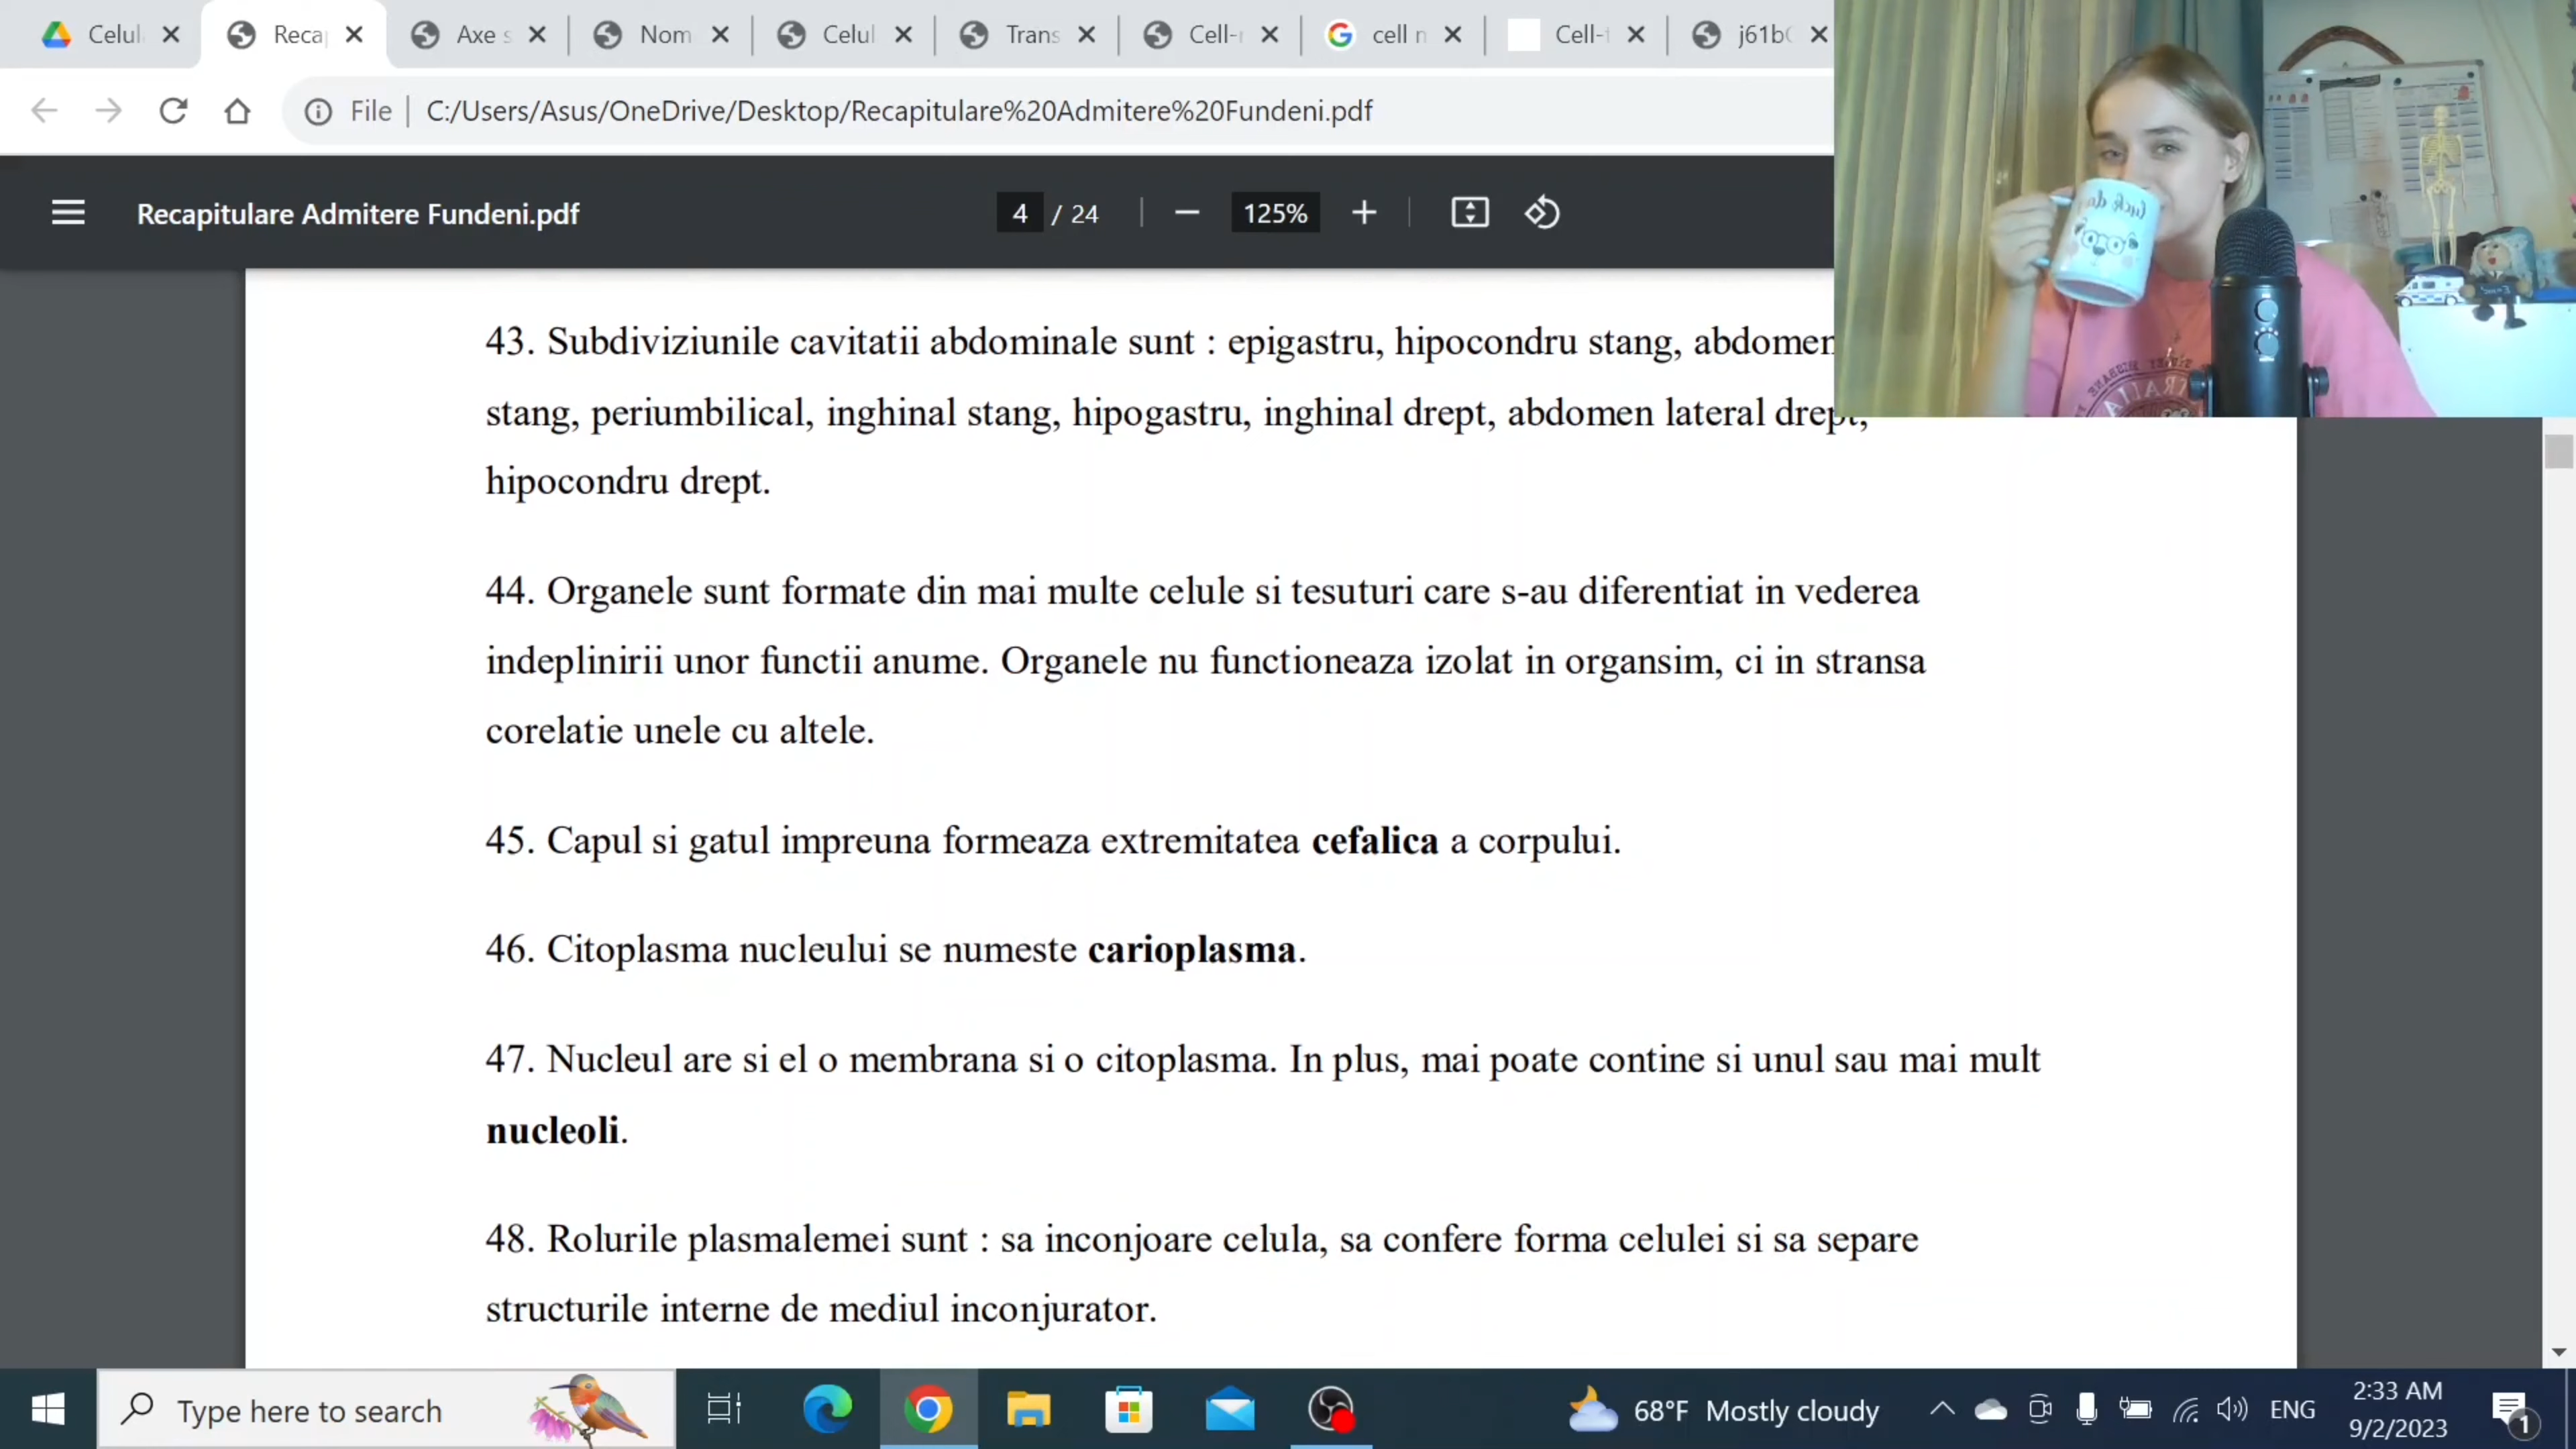 Celul
Reca
Axe s
Nom
Celul
Trans
Cell-
cell n
Cell-
j61b
File
C:/Users/Asus/OneDrive/Desktop/Recapitulare%20Admitere%20Fundeni.pdf
Recapitulare Admitere Fundeni.pdf
4 / 24
125%
43. Subdiviziunile cavitatii abdominale sunt : epigastru, hipocondru stang, abdomen
stang, periumbilical, inghinal stang, hipogastru, inghinal drept, abdomen lateral drept,
hipocondru drept.
44. Organele sunt formate din mai multe celule si tesuturi care s-au diferentiat in vederea
indeplinirii unor functii anume. Organele nu functioneaza izolat in organsim, ci in stransa
corelatie unele cu altele.
45. Capul si gatul impreuna formeaza extremitatea cefalica a corpului.
46. Citoplasma nucleului se numeste carioplasma.
47. Nucleul are si el o membrana si o citoplasma. In plus, mai poate contine si unul sau mai mult
nucleoli.
48. Rolurile plasmalemei sunt : sa inconjoare celula, sa confere forma celulei si sa separe
structurile interne de mediul inconjurator.
Type here to search
68°F Mostly cloudy
ENG
2:33 AM
9/2/2023
1